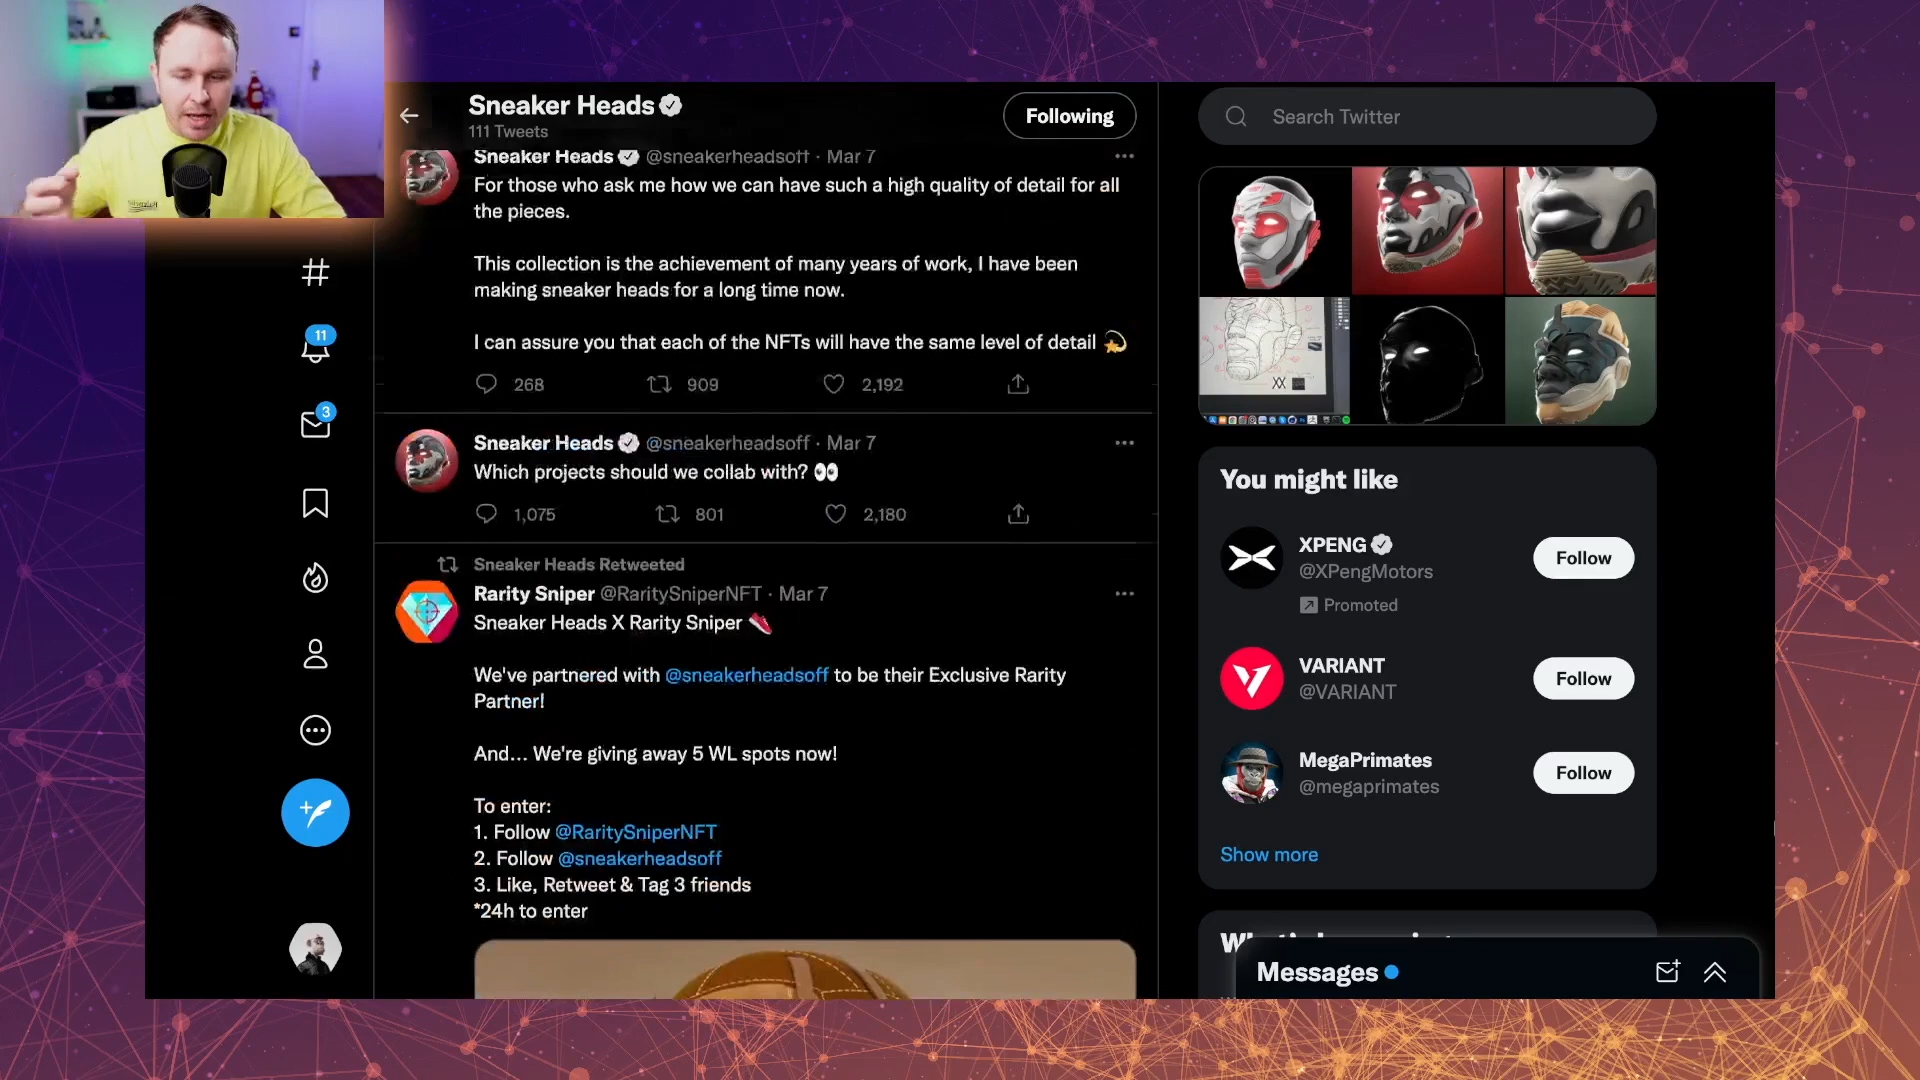 Sneaker Heads
111 Tweets
Following
Sneaker Heads @sneakerheadsoff · Mar 7
For those who ask me how we can have such a high quality of detail for all
the pieces.
This collection is the achievement of many years of work, I have been
making sneaker heads for a long time now.
I can assure you that each of the NFTs will have the same level of detail 💫
268 909 2,192
Sneaker Heads @sneakerheadsoff · Mar 7
Which projects should we collab with? 👀
1,075 801 2,180
Sneaker Heads Retweeted
Rarity Sniper @RaritySniperNFT · Mar 7
Sneaker Heads X Rarity Sniper 👟
We've partnered with @sneakerheadsoff to be their Exclusive Rarity
Partner!
And... We're giving away 5 WL spots now!
To enter:
1. Follow @RaritySniperNFT
2. Follow @sneakerheadsoff
3. Like, Retweet & Tag 3 friends
*24h to enter
11
3
Search Twitter
You might like
XPENG
@XPengMotors
Promoted
Follow
VARIANT
@VARIANT
Follow
MegaPrimates
@megaprimates
Follow
Show more
Messages